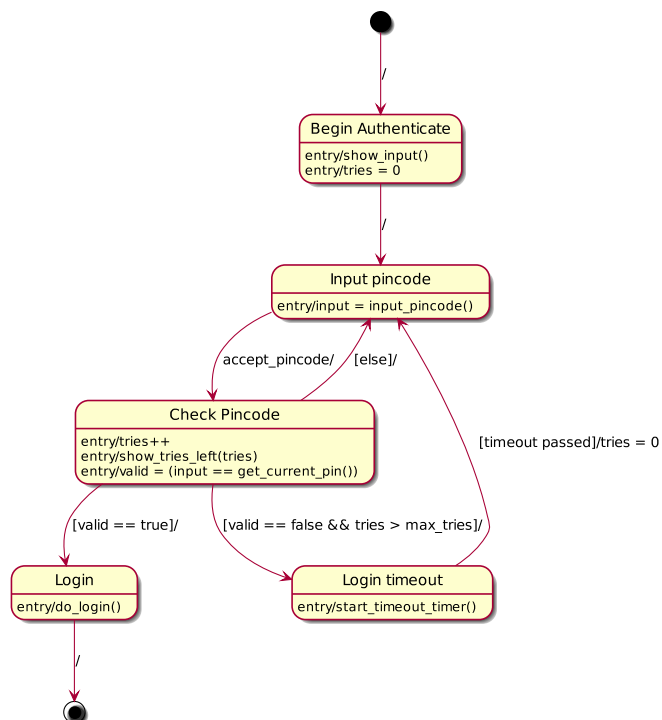 /
Begin Authenticate
entry/show_input()
entry/tries = 0
/
Input pincode
entry/input = input_pincode()
accept_pincode/
[else]/
Check Pincode
entry/tries++
entry/show_tries_left(tries)
entry/valid = (input == get_current_pin())
[timeout passed]/tries = 0
[valid == true]/
[valid == false && tries > max_tries]/
Login
entry/do_login()
Login timeout
entry/start_timeout_timer()
/